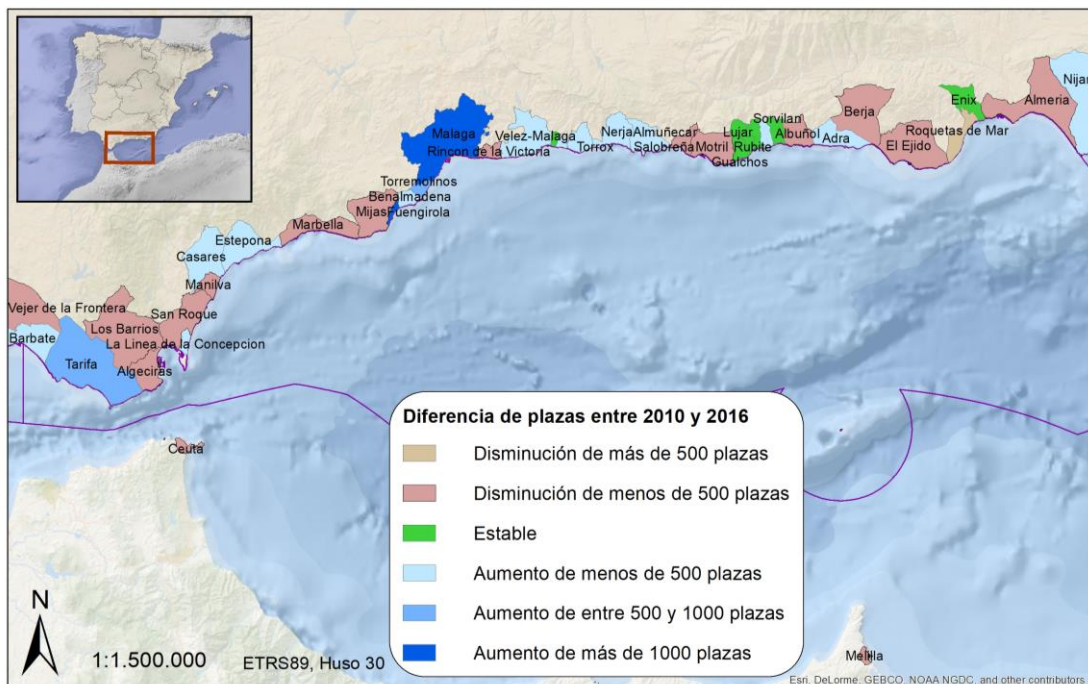 Nijar
Almeria
Enix
Berja
Roquetas de Mar
El Ejido
Adra
Sorvilan
Albuñol
Lujar
Rubite
Gualchos
Motril
Almuñecar
Salobreña
Nerja
Torrox
Velez-Malaga
Malaga
Rincon de la Victoria
Torremolinos
Benalmadena
Mijas
Fuengirola
Marbella
Estepona
Casares
Manilva
Vejer de la Frontera
San Roque
Los Barrios
La Linea de la Concepcion
Barbate
Tarifa
Algeciras
Ceuta
Melilla
Diferencia de plazas entre 2010 y 2016
Disminución de más de 500 plazas
Disminución de menos de 500 plazas
Estable
Aumento de menos de 500 plazas
Aumento de entre 500 y 1000 plazas
Aumento de más de 1000 plazas
N
1:1.500.000
ETRS89, Huso 30
Esri, DeLorme, GEBCO, NOAA NGDC, and other contributors